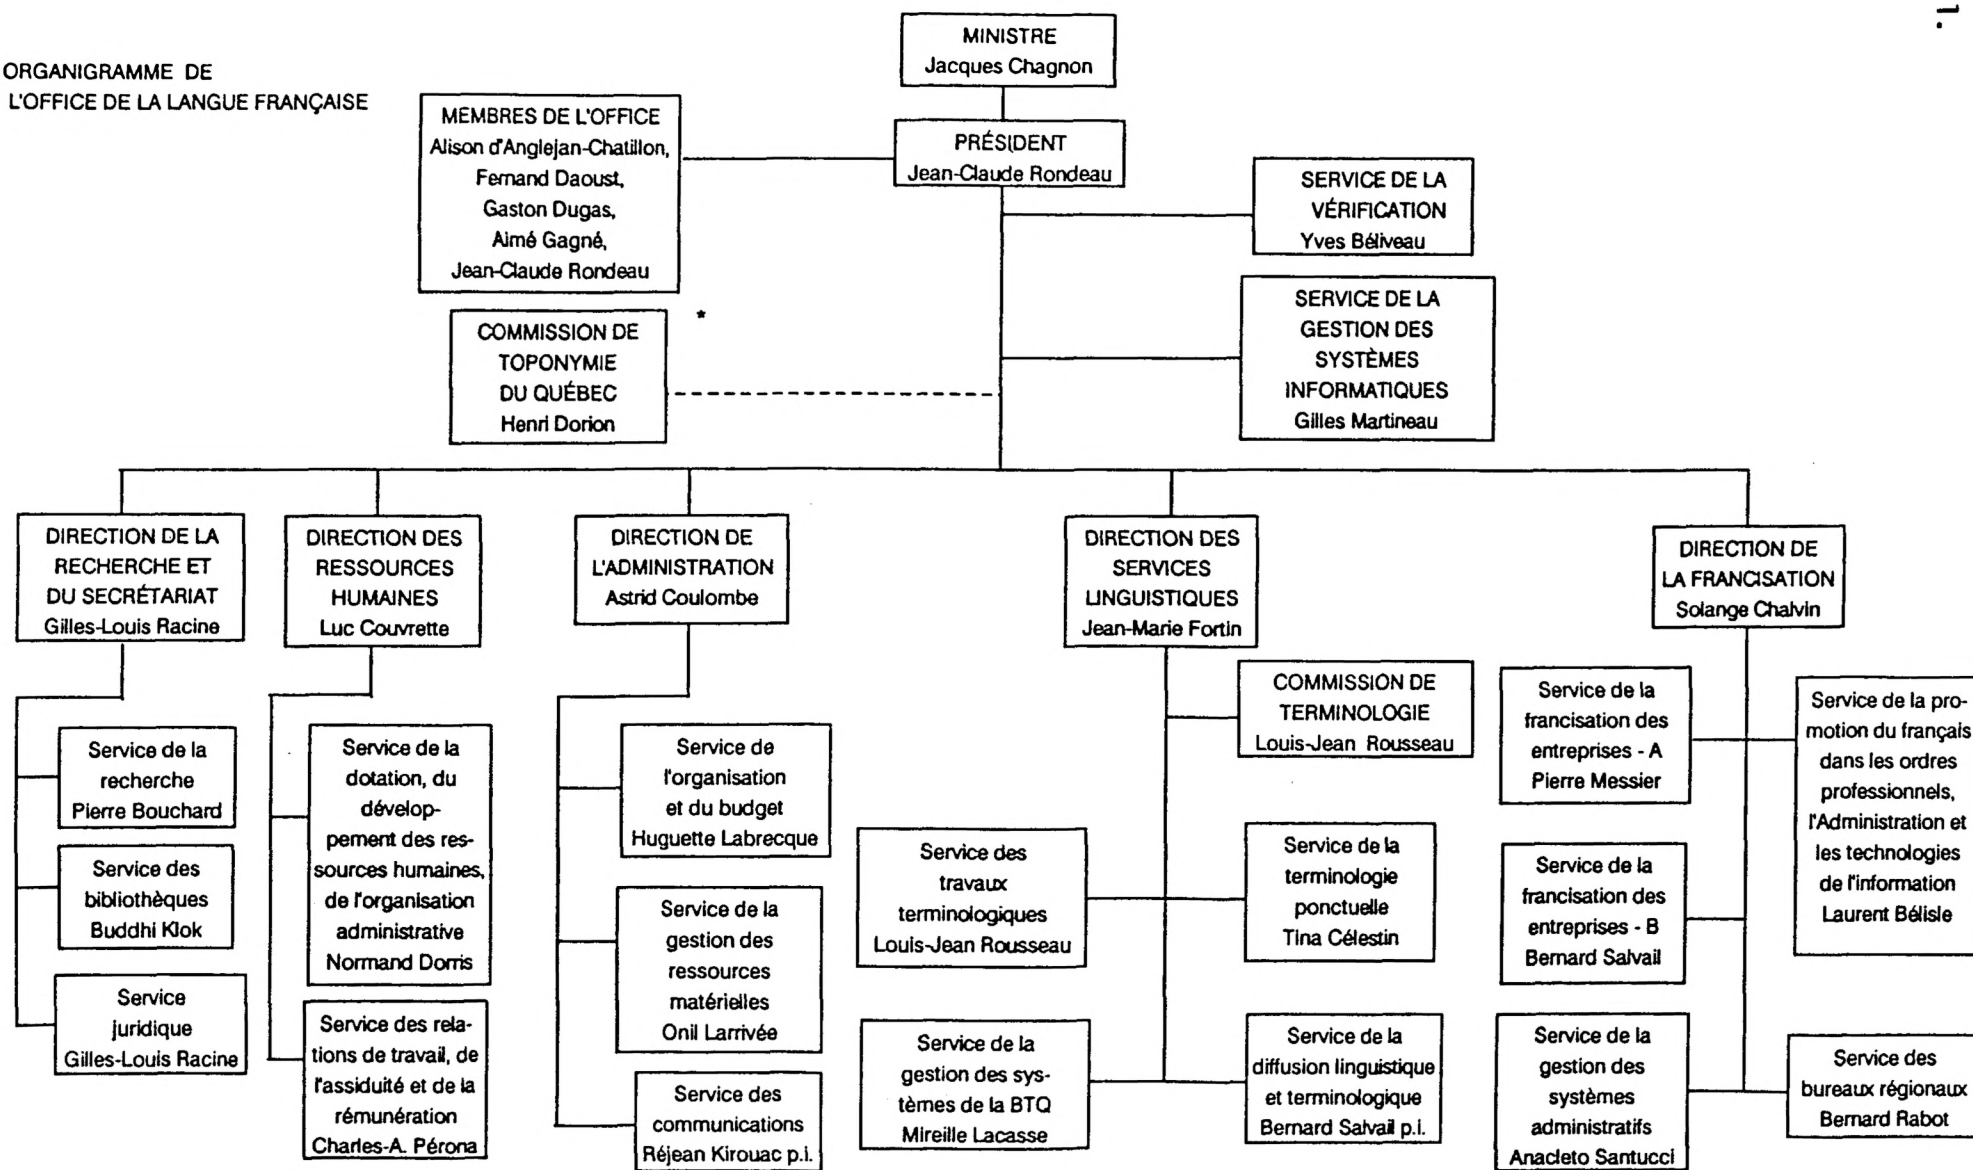 1.
ORGANIGRAMME DE
L'OFFICE DE LA LANGUE FRANÇAISE
MINISTRE
Jacques Chagnon
MEMBRES DE L'OFFICE
Alison d'Anglejan-Chatillon,
Fernand Daoust,
Gaston Dugas,
Aimé Gagné,
Jean-Claude Rondeau
PRÉSIDENT
Jean-Claude Rondeau
SERVICE DE LA
VÉRIFICATION
Yves Béliveau
SERVICE DE LA
GESTION DES
SYSTÈMES
INFORMATIQUES
Gilles Martineau
*
COMMISSION DE
TOPONYMIE
DU QUÉBEC
Henri Dorion
DIRECTION DE LA
RECHERCHE ET
DU SECRÉTARIAT
Gilles-Louis Racine
DIRECTION DES
RESSOURCES
HUMAINES
Luc Couvrette
DIRECTION DE
L'ADMINISTRATION
Astrid Coulombe
DIRECTION DES
SERVICES
LINGUISTIQUES
Jean-Marie Fortin
DIRECTION DE
LA FRANCISATION
Solange Chalvin
Service de la
recherche
Pierre Bouchard
Service des
bibliothèques
Buddhi Klok
Service
juridique
Gilles-Louis Racine
Service de la
dotation, du
dévelop-
pement des res-
sources humaines,
de l'organisation
administrative
Normand Dorris
Service des rela-
tions de travail, de
l'assiduité et de la
rémunération
Charles-A. Pérona
Service de
l'organisation
et du budget
Huguette Labrecque
Service de la
gestion des
ressources
matérielles
Onil Larrivée
Service des
communications
Réjean Kirouac p.i.
COMMISSION DE
TERMINOLOGIE
Louis-Jean Rousseau
Service des
travaux
terminologiques
Louis-Jean Rousseau
Service de la
terminologie
ponctuelle
Tina Célestin
Service de la
gestion des sys-
tèmes de la BTQ
Mireille Lacasse
Service de la
diffusion linguistique
et terminologique
Bernard Salvail p.i.
Service de la
francisation des
entreprises - A
Pierre Messier
Service de la pro-
motion du français
dans les ordres
professionnels,
l'Administration et
les technologies
de l'information
Laurent Bélisle
Service de la
francisation des
entreprises - B
Bernard Salvail
Service de la
gestion des
systèmes
administratifs
Anacleto Santucci
Service des
bureaux régionaux
Bernard Rabot